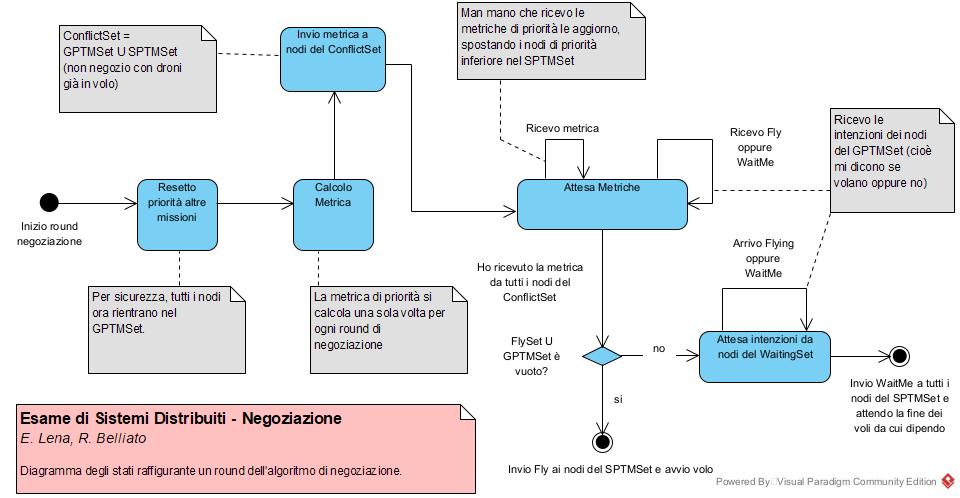 ConflictSet =
GPTMSet U SPTMSet
(non negozio con droni
già in volo)
Invio metrica a
nodi del ConflictSet
Man mano che ricevo le
metriche di priorità le aggiorno,
spostando i nodi di priorità
inferiore nel SPTMSet
Ricevo metrica
Ricevo Fly
oppure
WaitMe
Ricevo le
intenzioni dei nodi
del GPTMSet (cioè
mi dicono se
volano oppure no)
Inizio round
negoziazione
Resetto
priorità altre
missioni
Calcolo
Metrica
Attesa Metriche
Per sicurezza, tutti i nodi
ora rientrano nel
GPTMSet.
La metrica di priorità si
calcola una sola volta per
ogni round di
negoziazione
Ho ricevuto la metrica
da tutti i nodi del
ConflictSet
Arrivo Flying
oppure
WaitMe
FlySet U
GPTMSet è
vuoto?
no
Attesa intenzioni da
nodi del WaitingSet
si
Invio WaitMe a tutti i
nodi del SPTMSet e
attendo la fine dei
voli da cui dipendo
Invio Fly ai nodi del SPTMSet e avvio volo
Esame di Sistemi Distribuiti - Negoziazione
E. Lena, R. Belliato
Diagramma degli stati raffigurante un round dell'algoritmo di negoziazione.
Powered By Visual Paradigm Community Edition